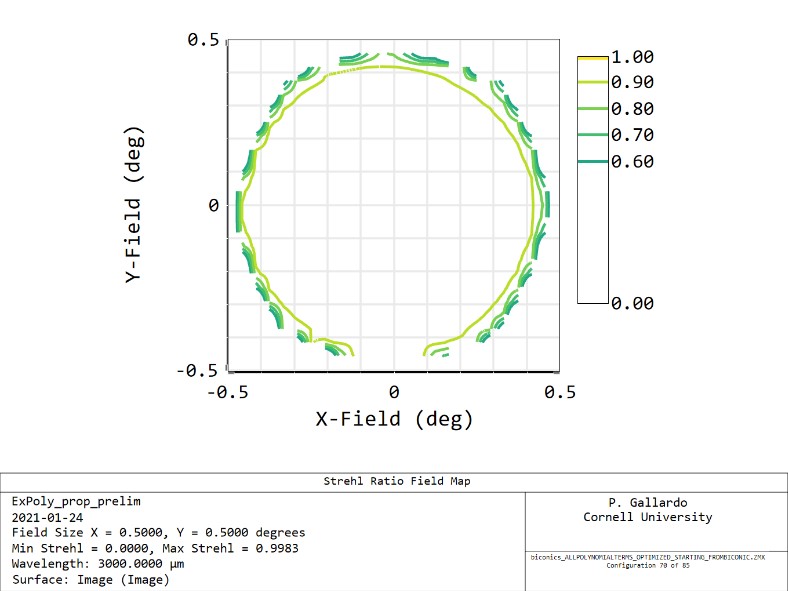 0.5
0
-0.5
Y-Field (deg)
-0.5
0
0.5
X-Field (deg)
1.00
0.90
0.80
0.70
0.60
0.00
Strehl Ratio Field Map
ExPoly_prop_prelim
2021-01-24
Field Size X = 0.5000, Y = 0.5000 degrees
Min Strehl = 0.0000, Max Strehl = 0.9983
Wavelength: 3000.0000 µm
Surface: Image (Image)
P. Gallardo
Cornell University
biconics_ALLPOLYNOMIALTERMS_OPTIMIZED_STARTING_FROMBICONIC.ZMX
Configuration 70 of 85